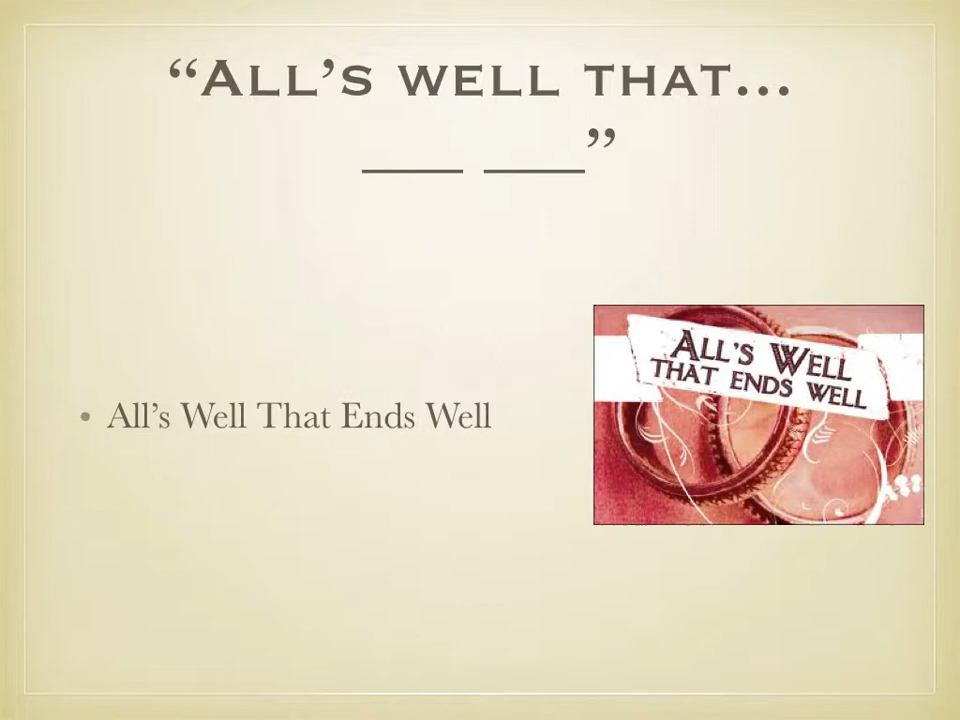 “All’s well that...
___ ___”
• All’s Well That Ends Well
All’s Well
that ends well